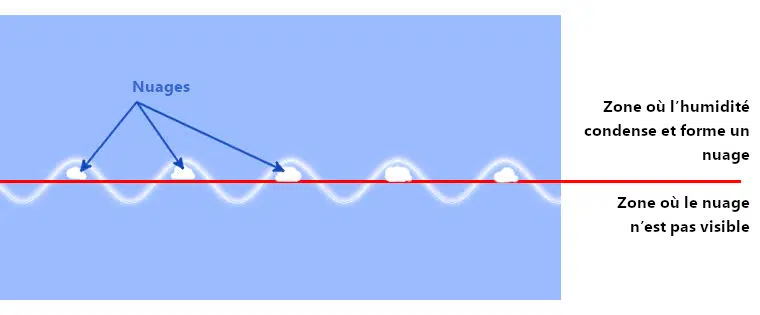 Nuages
Zone où l'humidité
condense et forme un
nuage
Zone où le nuage
n'est pas visible